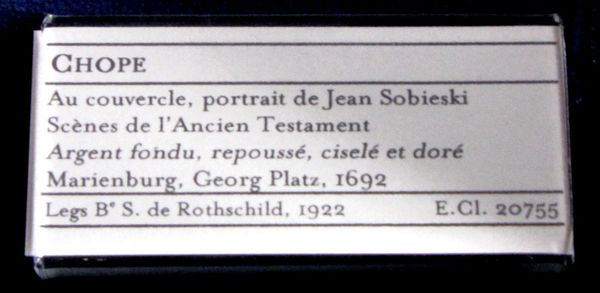 CHOPE
Au couvercle, portrait de Jean Sobieski
Scènes de l'Ancien Testament
Argent fondu, repoussé, ciselé et doré
Marienburg, Georg Platz, 1692
Legs Bᵉ S. de Rothschild, 1922 E.Cl. 20755